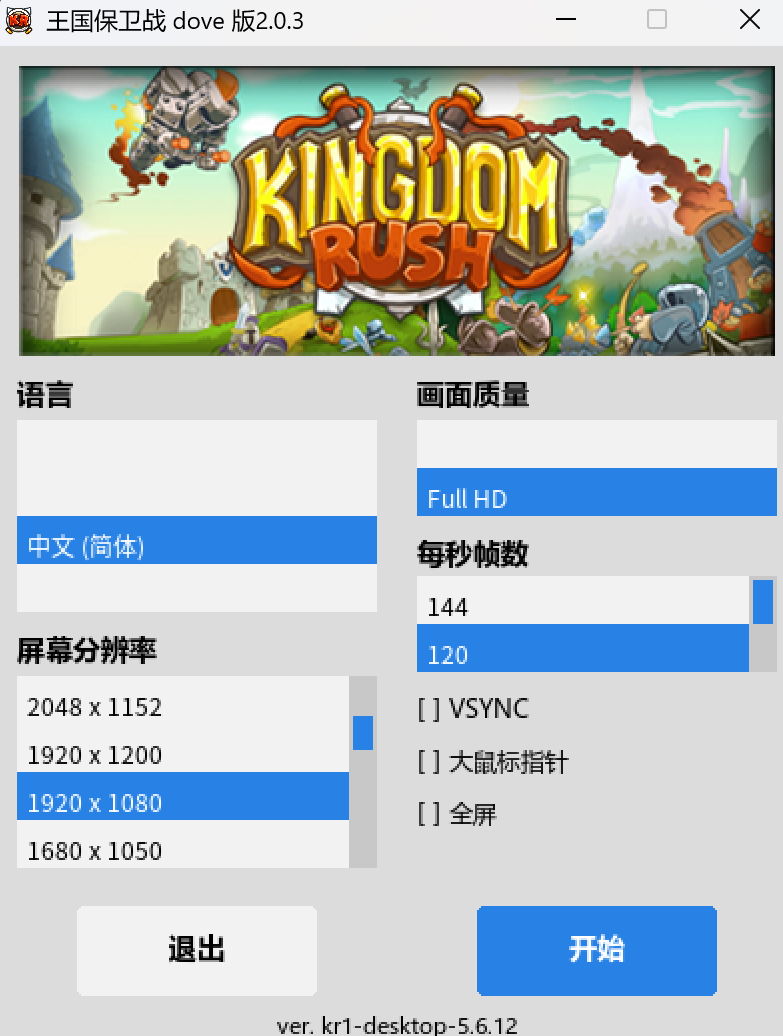 王国保卫战 dove 版2.0.3
KINGDOM
RUSH
语言
中文 (简体)
屏幕分辨率
2048 x 1152
1920 x 1200
1920 x 1080
1680 x 1050
画面质量
Full HD
每秒帧数
144
120
[ ] VSYNC
[ ] 大鼠标指针
[ ] 全屏
退出
开始
ver. kr1-desktop-5.6.12